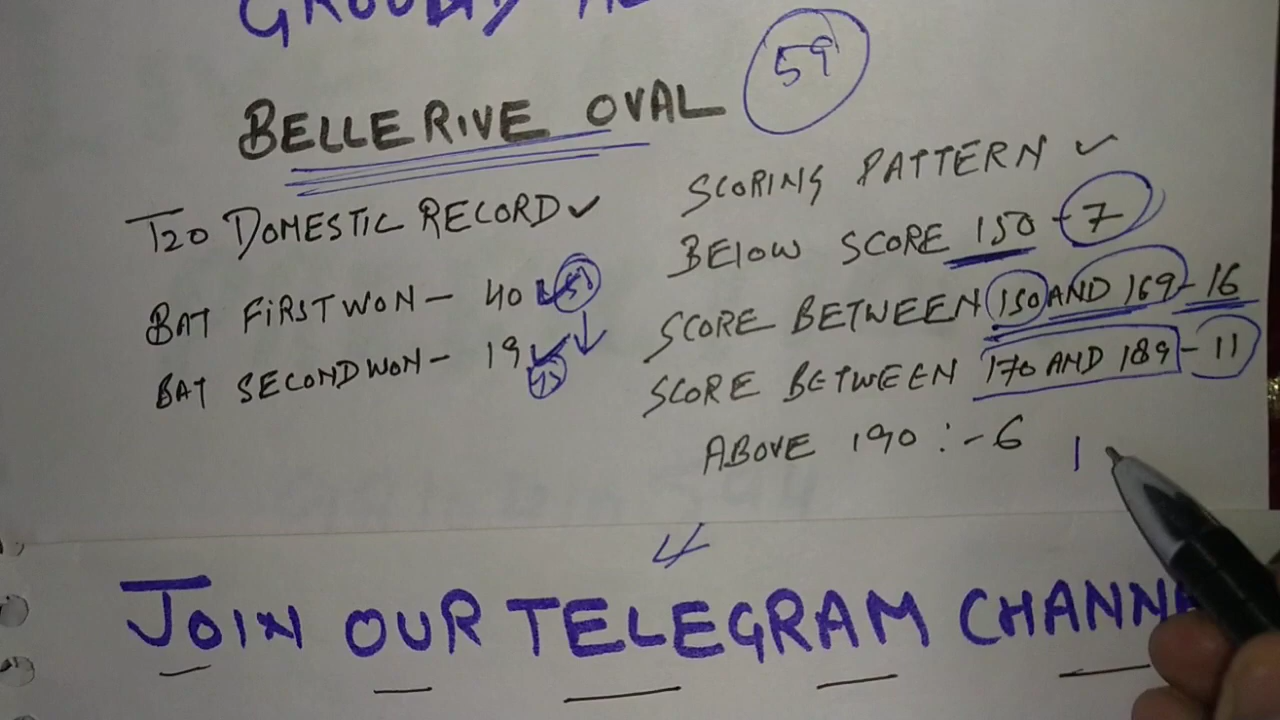 BELLERIVE OVAL 59
T20 DOMESTIC RECORD ✓
BAT FIRST WON - 40
BAT SECOND WON - 19
SCORING PATTERN ✓
BELOW SCORE 150 - 7
SCORE BETWEEN 150 AND 169 - 16
SCORE BETWEEN 170 AND 189 - 11
ABOVE 190 :- 6
JOIN OUR TELEGRAM CHANN